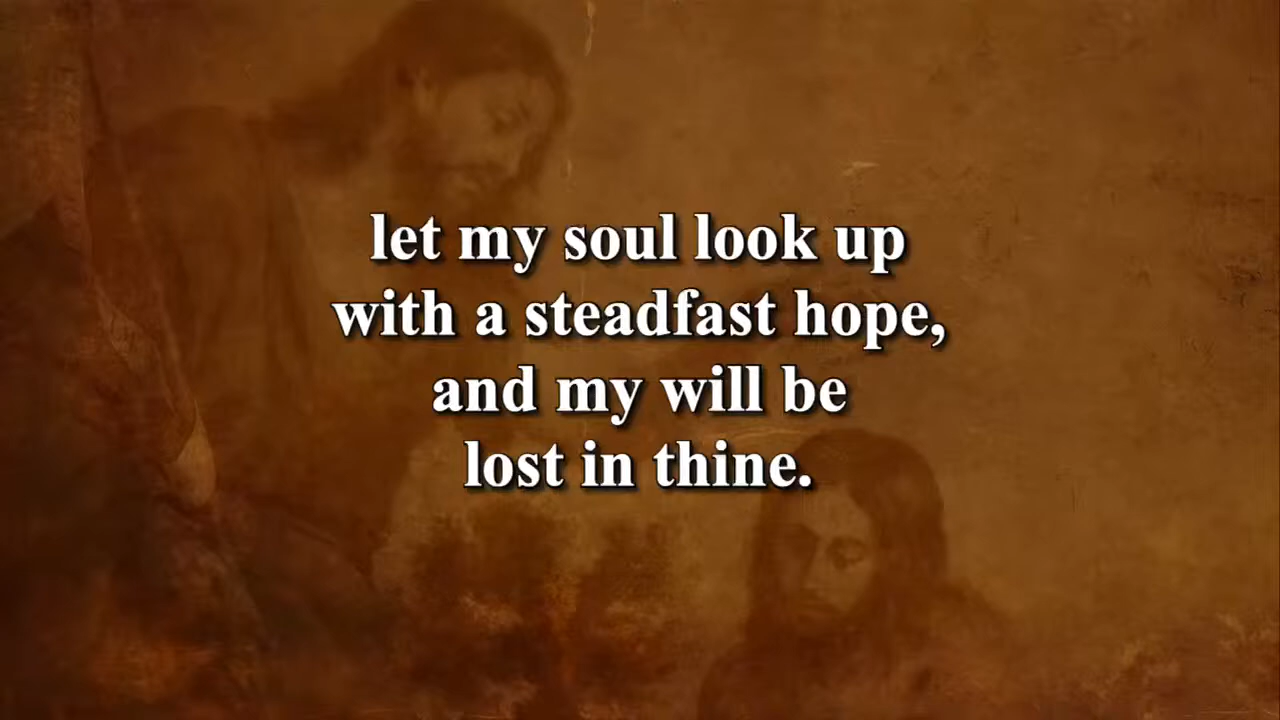 let my soul look up
with a steadfast hope,
and my will be
lost in thine.